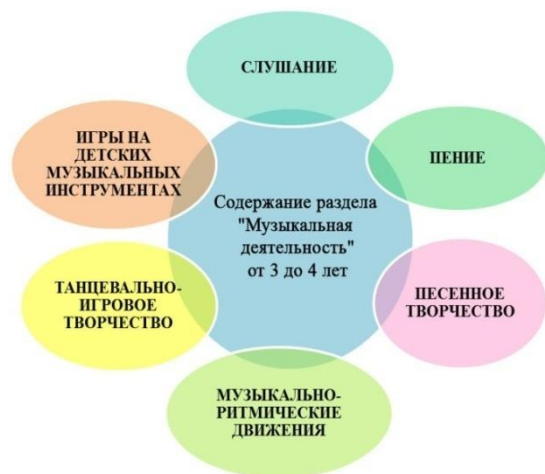 СЛУШАНИЕ
ИГРЫ НА
ДЕТСКИХ
МУЗЫКАЛЬНЫХ
ИНСТРУМЕНТАХ
ПЕНИЕ
Содержание раздела
"Музыкальная
деятельность"
от 3 до 4 лет
ТАНЦЕВАЛЬНО-
ИГРОВОЕ
ТВОРЧЕСТВО
ПЕСЕННОЕ
ТВОРЧЕСТВО
МУЗЫКАЛЬНО-
РИТМИЧЕСКИЕ
ДВИЖЕНИЯ